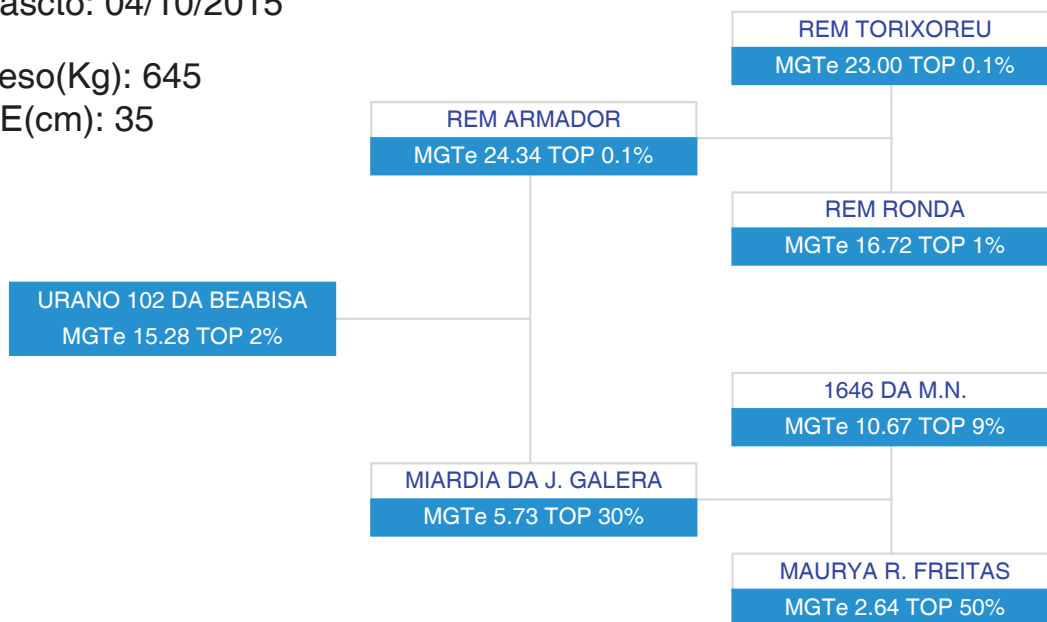 ascto: 04/10/2015
eso(Kg): 645
E(cm): 35
REM TORIXOREU
MGTe 23.00 TOP 0.1%
REM ARMADOR
MGTe 24.34 TOP 0.1%
REM RONDA
MGTe 16.72 TOP 1%
URANO 102 DA BEABISA
MGTe 15.28 TOP 2%
1646 DA M.N.
MGTe 10.67 TOP 9%
MIARDIA DA J. GALERA
MGTe 5.73 TOP 30%
MAURYA R. FREITAS
MGTe 2.64 TOP 50%